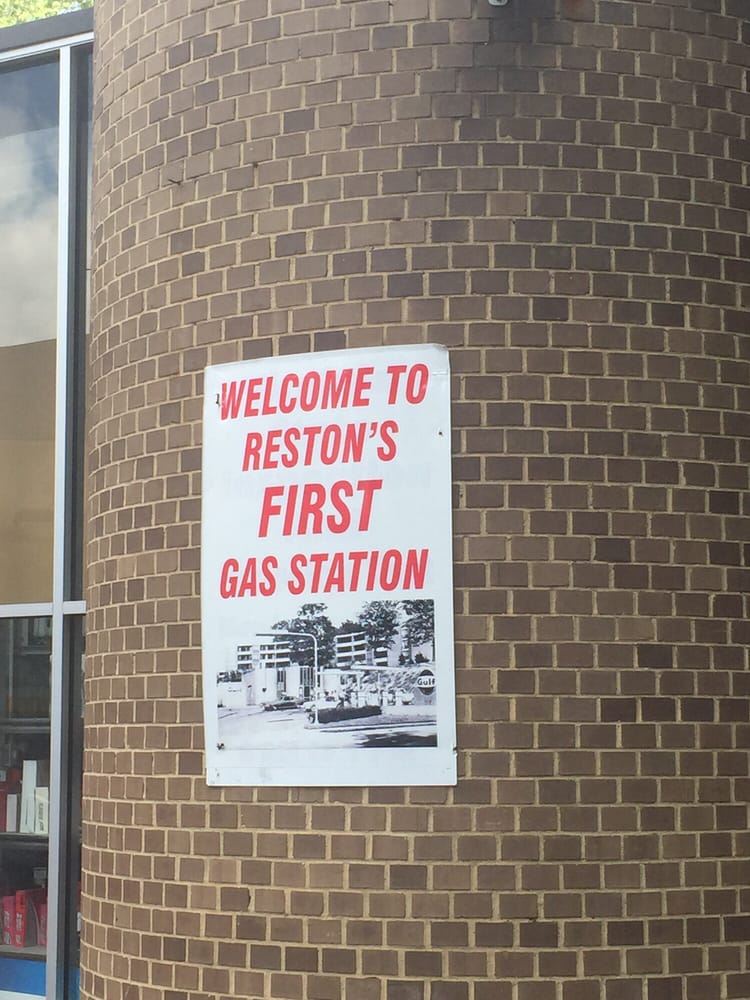 WELCOME TO
RESTON'S
FIRST
GAS STATION
Gulf